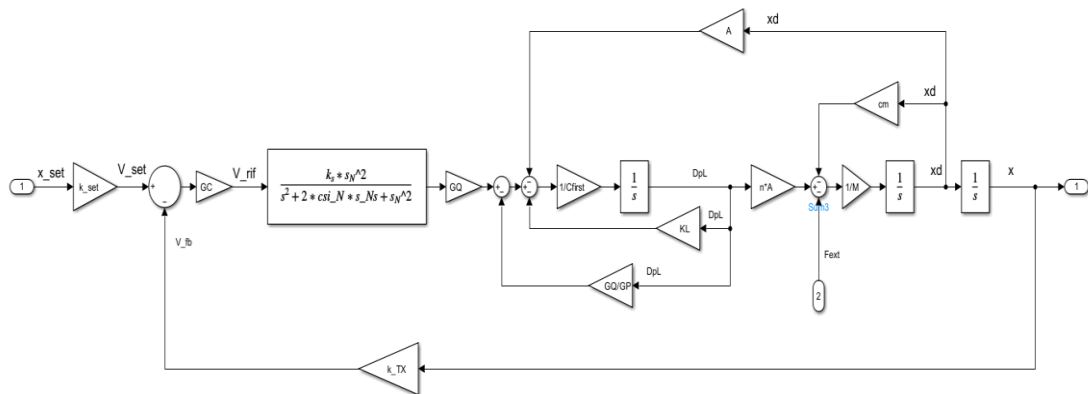 A
xd
cm
xd
x_set
V_set
V_rif
1
k_set
+
−
GC
k_s * s_N^2
s^2 + 2 * csi_N * s_Ns + s_N^2
GQ
1/Cfirst
1
s
DpL
n*A
Sum3
1/M
1
s
xd
1
s
x
1
V_fb
KL
DpL
GQ/GP
DpL
Fext
2
k_TX